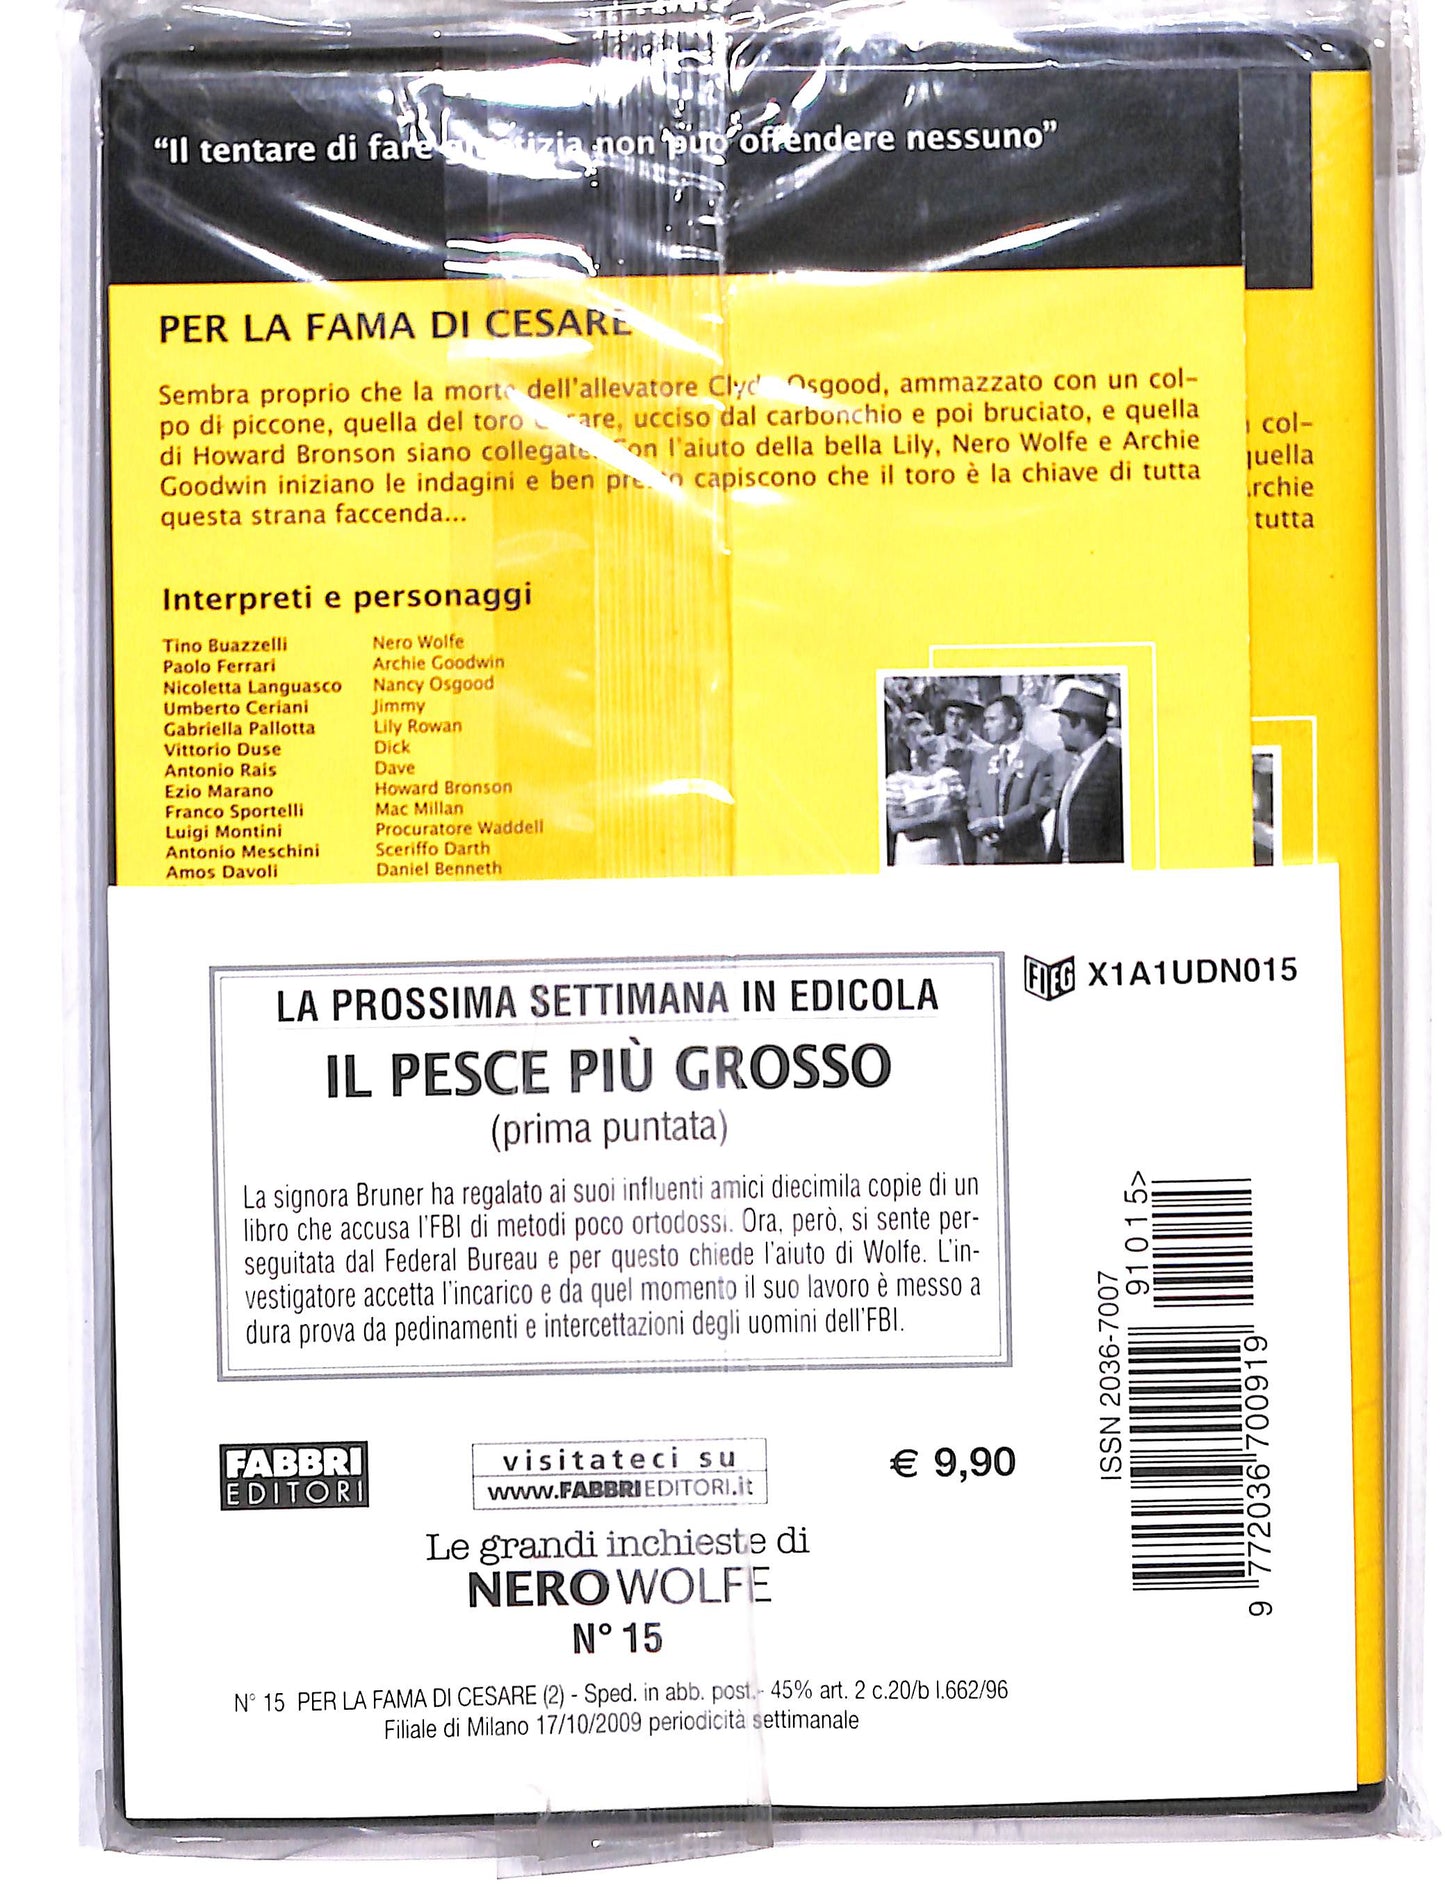 “Il tentare di fare giustizia non può offendere nessuno”
PER LA FAMA DI CESARE
Sembra proprio che la morte dell'allevatore Clyde Osgood, ammazzato con un col-
po di piccone, quella del toro Cesare, ucciso dal carbonchio e poi bruciato, e quella
di Howard Bronson siano collegate. Con l'aiuto della bella Lily, Nero Wolfe e Archie
Goodwin iniziano le indagini e ben presto capiscono che il toro è la chiave di tutta
questa strana faccenda...
col-
quella
rchie
tutta
Interpreti e personaggi
Tino Buazzelli Nero Wolfe
Paolo Ferrari Archie Goodwin
Nicoletta Languasco Nancy Osgood
Umberto Ceriani Jimmy
Gabriella Pallotta Lily Rowan
Vittorio Duse Dick
Antonio Rais Dave
Ezio Marano Howard Bronson
Franco Sportelli Mac Millan
Luigi Montini Procuratore Waddell
Antonio Meschini Sceriffo Darth
Amos Davoli Daniel Benneth
LA PROSSIMA SETTIMANA IN EDICOLA
IL PESCE PIÙ GROSSO
(prima puntata)
La signora Bruner ha regalato ai suoi influenti amici diecimila copie di un
libro che accusa l'FBI di metodi poco ortodossi. Ora, però, si sente per-
seguitata dal Federal Bureau e per questo chiede l'aiuto di Wolfe. L'in-
vestigatore accetta l'incarico e da quel momento il suo lavoro è messo a
dura prova da pedinamenti e intercettazioni degli uomini dell'FBI.
FIEG X1A1UDN015
ISSN 2036-7007
91015>
9 772036 700919
FABBRI
EDITORI
visitateci su
www.FABBRIEDITORI.it
€ 9,90
Le grandi inchieste di
NERO WOLFE
N° 15
N° 15 PER LA FAMA DI CESARE (2) - Sped. in abb. post.- 45% art. 2 c.20/b l.662/96
Filiale di Milano 17/10/2009 periodicità settimanale